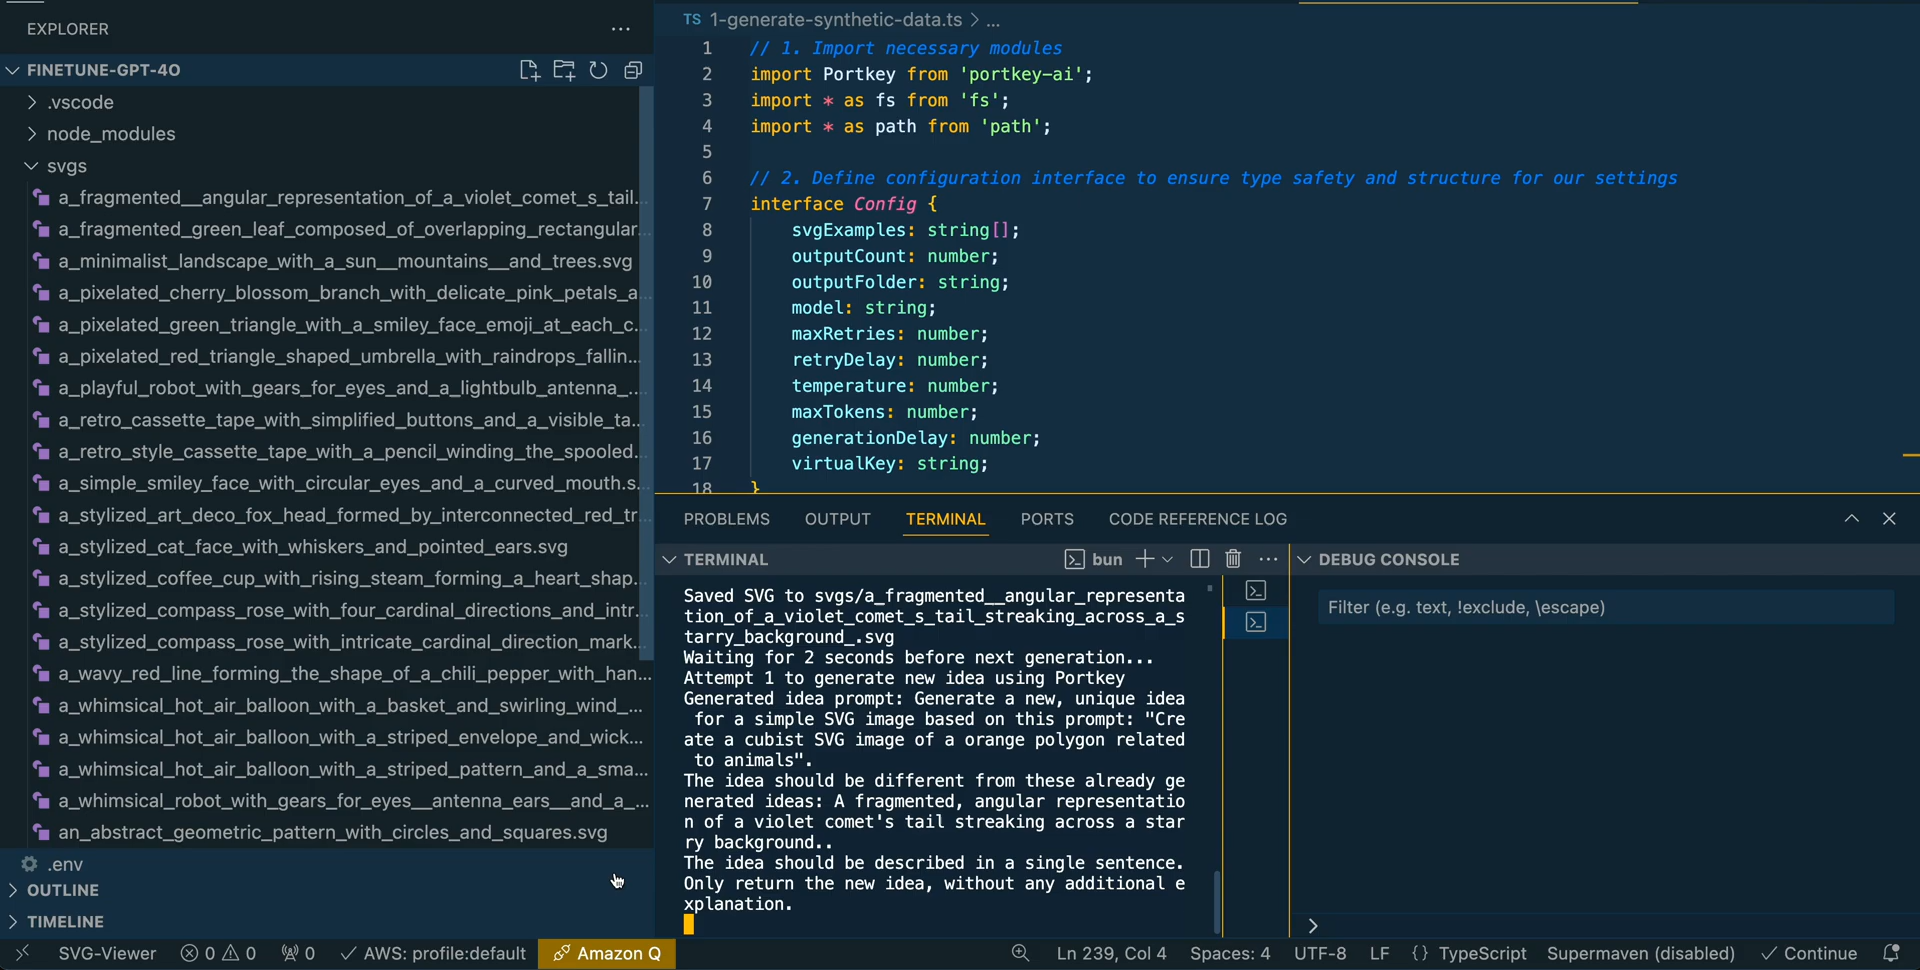 EXPLORER
FINETUNE-GPT-4O
.vscode
node_modules
svgs
a_fragmented__angular_representation_of_a_violet_comet_s_tail...
a_fragmented_green_leaf_composed_of_overlapping_rectangular...
a_minimalist_landscape_with_a_sun__mountains__and_trees.svg
a_pixelated_cherry_blossom_branch_with_delicate_pink_petals_a...
a_pixelated_green_triangle_with_a_smiley_face_emoji_at_each_c...
a_pixelated_red_triangle_shaped_umbrella_with_raindrops_fallin...
a_playful_robot_with_gears_for_eyes_and_a_lightbulb_antenna_...
a_retro_cassette_tape_with_simplified_buttons_and_a_visible_ta...
a_retro_style_cassette_tape_with_a_pencil_winding_the_spooled...
a_simple_smiley_face_with_circular_eyes_and_a_curved_mouth.s...
a_stylized_art_deco_fox_head_formed_by_interconnected_red_tr...
a_stylized_cat_face_with_whiskers_and_pointed_ears.svg
a_stylized_coffee_cup_with_rising_steam_forming_a_heart_shap...
a_stylized_compass_rose_with_four_cardinal_directions_and_intr...
a_stylized_compass_rose_with_intricate_cardinal_direction_mark...
a_wavy_red_line_forming_the_shape_of_a_chili_pepper_with_han...
a_whimsical_hot_air_balloon_with_a_basket_and_swirling_wind_...
a_whimsical_hot_air_balloon_with_a_striped_envelope_and_wick...
a_whimsical_hot_air_balloon_with_a_striped_pattern_and_a_sma...
a_whimsical_robot_with_gears_for_eyes__antenna_ears__and_a_...
an_abstract_geometric_pattern_with_circles_and_squares.svg
.env
OUTLINE
TIMELINE
TS 1-generate-synthetic-data.ts > ...
1 // 1. Import necessary modules
2 import Portkey from 'portkey-ai';
3 import * as fs from 'fs';
4 import * as path from 'path';
5
6 // 2. Define configuration interface to ensure type safety and structure for our settings
7 interface Config {
8 svgExamples: string[];
9 outputCount: number;
10 outputFolder: string;
11 model: string;
12 maxRetries: number;
13 retryDelay: number;
14 temperature: number;
15 maxTokens: number;
16 generationDelay: number;
17 virtualKey: string;
18 }
PROBLEMS OUTPUT TERMINAL PORTS CODE REFERENCE LOG
TERMINAL bun
Saved SVG to svgs/a_fragmented__angular_representa
tion_of_a_violet_comet_s_tail_streaking_across_a_s
tarry_background_.svg
Waiting for 2 seconds before next generation...
Attempt 1 to generate new idea using Portkey
Generated idea prompt: Generate a new, unique idea
for a simple SVG image based on this prompt: "Cre
ate a cubist SVG image of a orange polygon related
to animals".
The idea should be different from these already ge
nerated ideas: A fragmented, angular representatio
n of a violet comet's tail streaking across a star
ry background..
The idea should be described in a single sentence.
Only return the new idea, without any additional e
xplanation.
DEBUG CONSOLE
Filter (e.g. text, !exclude, \escape)
SVG-Viewer 0 0 0 AWS: profile:default Amazon Q Ln 239, Col 4 Spaces: 4 UTF-8 LF {} TypeScript Supermaven (disabled) Continue